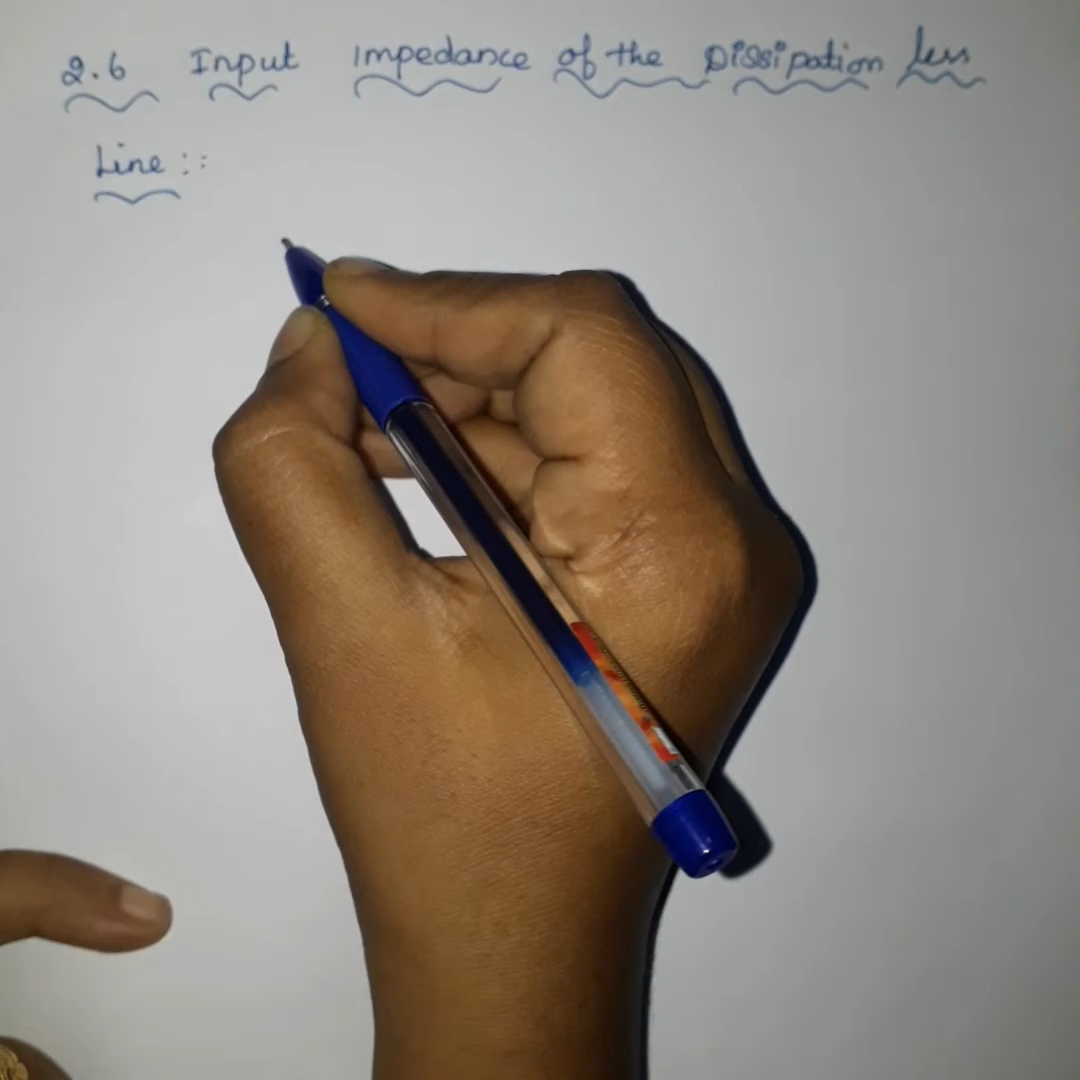 2.6 Input Impedance of the Dissipation less
Line : :